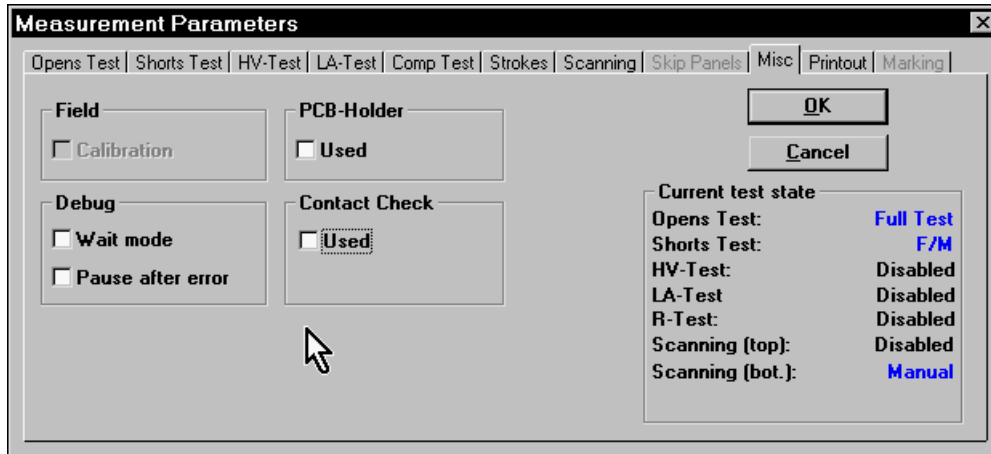 Measurement Parameters
Opens Test Shorts Test HV-Test LA-Test Comp Test Strokes Scanning Skip Panels Misc Printout Marking
Field
Calibration
PCB-Holder
Used
Debug
Wait mode
Pause after error
Contact Check
Used
OK
Cancel
Current test state
Opens Test: Full Test
Shorts Test: F/M
HV-Test: Disabled
LA-Test Disabled
R-Test: Disabled
Scanning (top): Disabled
Scanning (bot.): Manual